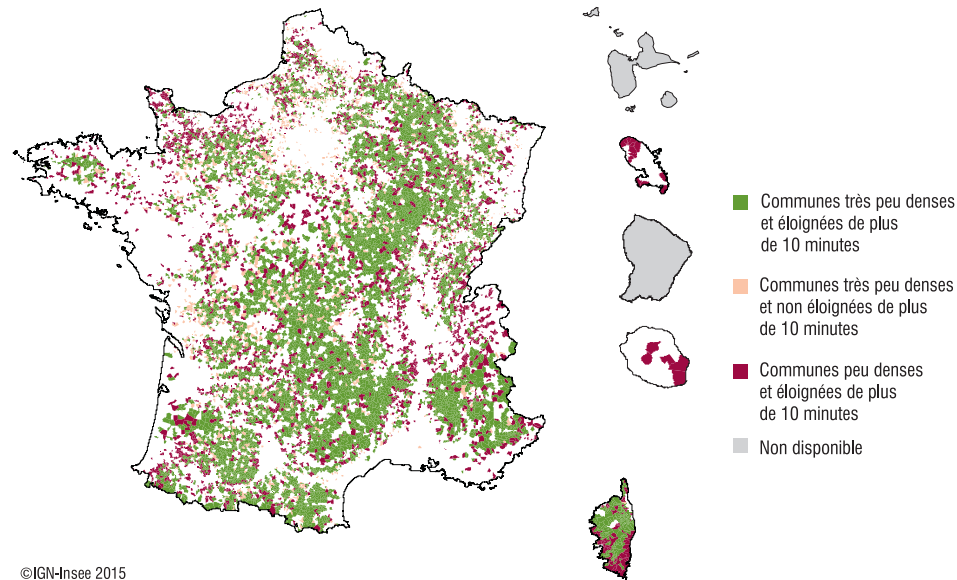 Communes très peu denses
et éloignées de plus
de 10 minutes
Communes très peu denses
et non éloignées de plus
de 10 minutes
Communes peu denses
et éloignées de plus
de 10 minutes
Non disponible
©IGN-Insee 2015